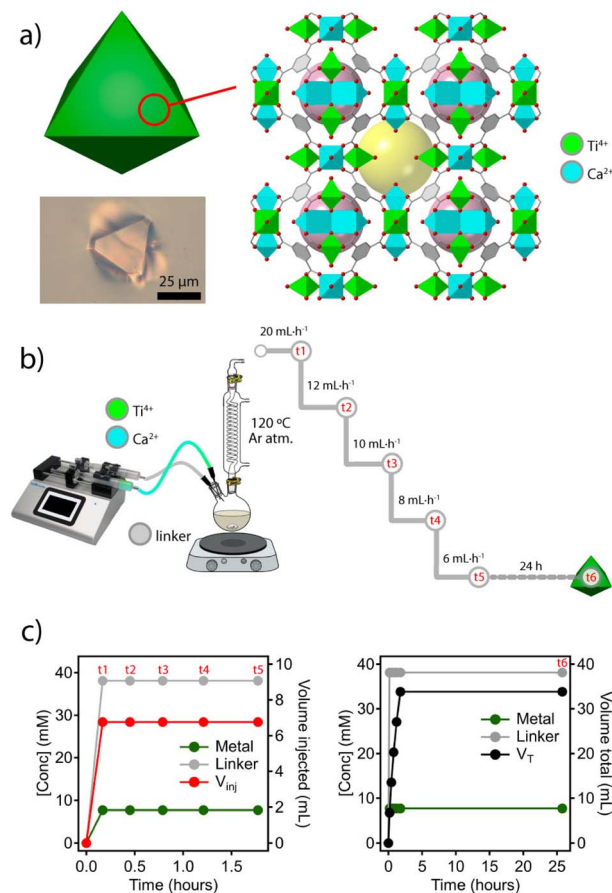 a)
Ti⁴⁺
Ca²⁺
25 µm
b)
20 mL·h⁻¹
t1
Ti⁴⁺
Ca²⁺
120 ºC
Ar atm.
12 mL·h⁻¹
t2
10 mL·h⁻¹
t3
linker
8 mL·h⁻¹
t4
6 mL·h⁻¹
24 h
t5
t6
c)
t1 t2 t3 t4 t5
[Conc] (mM)
40
30
20
10
0
Metal
Linker
V_inj
10
8
6
4
2
0
Volume injected (mL)
0.0 0.5 1.0 1.5
Time (hours)
t6
[Conc] (mM)
40
30
20
10
0
Metal
Linker
V_T
40
30
20
10
0
Volume total (mL)
0 5 10 15 20 25
Time (hours)